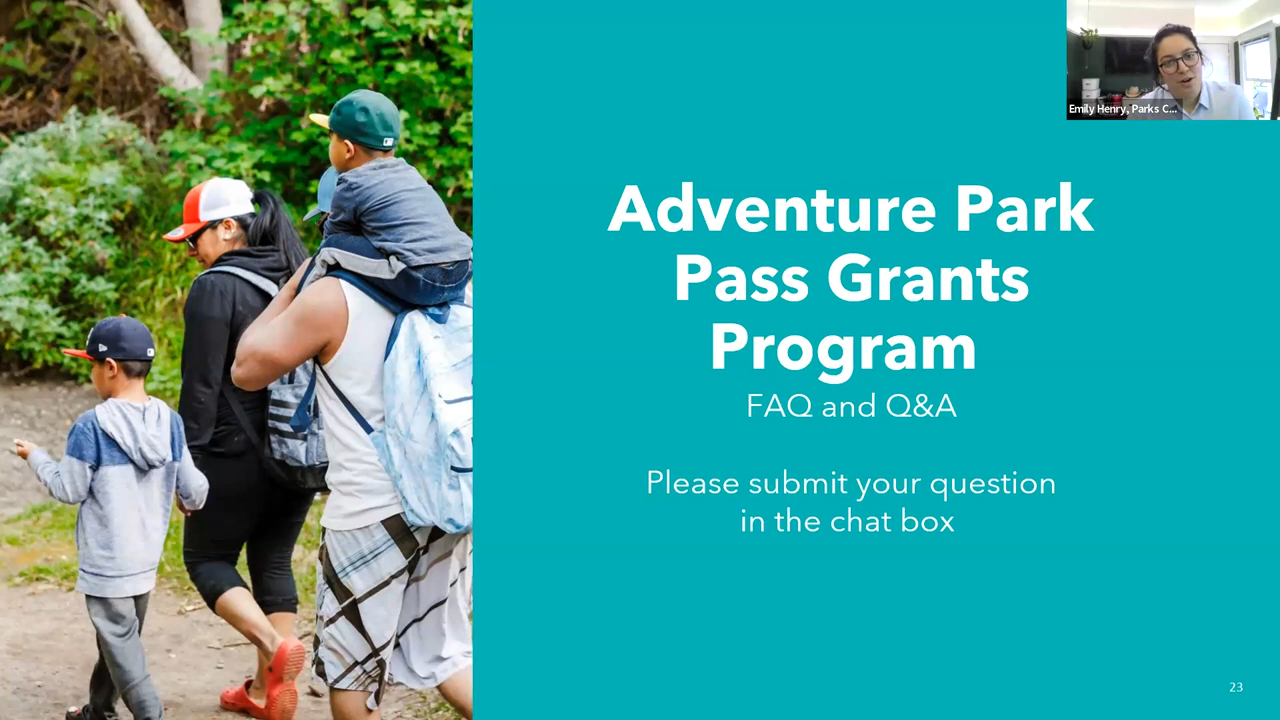 Emily Henry, Parks C...
Adventure Park
Pass Grants
Program
FAQ and Q&A
Please submit your question
in the chat box
23